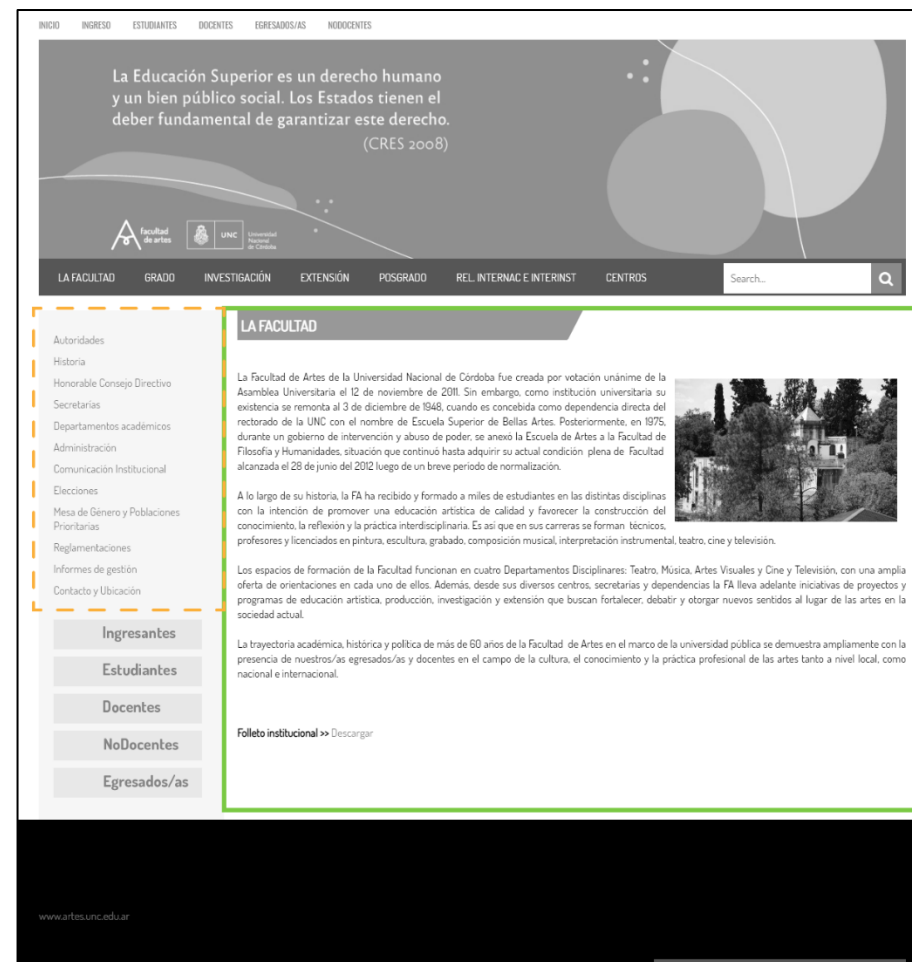 INICIO INGRESO ESTUDIANTES DOCENTES EGRESADOS/AS NODOCENTES
La Educación Superior es un derecho humano
y un bien público social. Los Estados tienen el
deber fundamental de garantizar este derecho.
(CRES 2008)
facultad
de artes
UNC
Universidad
Nacional
de Córdoba
LA FACULTAD GRADO INVESTIGACIÓN EXTENSIÓN POSGRADO REL. INTERNAC E INTERINST CENTROS Search...
Autoridades
Historia
Honorable Consejo Directivo
Secretarias
Departamentos académicos
Administración
Comunicación Institucional
Elecciones
Mesa de Género y Poblaciones
Prioritarias
Reglamentaciones
Informes de gestión
Contacto y Ubicación
Ingresantes
Estudiantes
Docentes
NoDocentes
Egresados/as
LA FACULTAD
La Facultad de Artes de la Universidad Nacional de Córdoba fue creada por votación unánime de la
Asamblea Universitaria el 12 de noviembre de 2011. Sin embargo, como institución universitaria su
existencia se remonta al 3 de diciembre de 1948, cuando es concebida como dependencia directa del
rectorado de la UNC con el nombre de Escuela Superior de Bellas Artes. Posteriormente, en 1975,
durante un gobierno de intervención y abuso de poder, se anexó la Escuela de Artes a la Facultad de
Filosofía y Humanidades, situación que continuó hasta adquirir su actual condición plena de Facultad
alcanzada el 28 de junio del 2012 luego de un breve periodo de normalización.
A lo largo de su historia, la FA ha recibido y formado a miles de estudiantes en las distintas disciplinas
con la intención de promover una educación artística de calidad y favorecer la construcción del
conocimiento, la reflexión y la práctica interdisciplinaria. Es así que en sus carreras se forman técnicos,
profesores y licenciados en pintura, escultura, grabado, composición musical, interpretación instrumental, teatro, cine y televisión.
Los espacios de formación de la Facultad funcionan en cuatro Departamentos Disciplinares: Teatro, Música, Artes Visuales y Cine y Televisión, con una amplia
oferta de orientaciones en cada uno de ellos. Además, desde sus diversos centros, secretarías y dependencias la FA lleva adelante iniciativas de proyectos y
programas de educación artística, producción, investigación y extensión que buscan fortalecer, debatir y otorgar nuevos sentidos al lugar de las artes en la
sociedad actual.
La trayectoria académica, histórica y política de más de 60 años de la Facultad de Artes en el marco de la universidad pública se demuestra ampliamente con la
presencia de nuestros/as egresados/as y docentes en el campo de la cultura, el conocimiento y la práctica profesional de las artes tanto a nivel local, como
nacional e internacional.
Folleto institucional >> Descargar
www.artes.unc.edu.ar